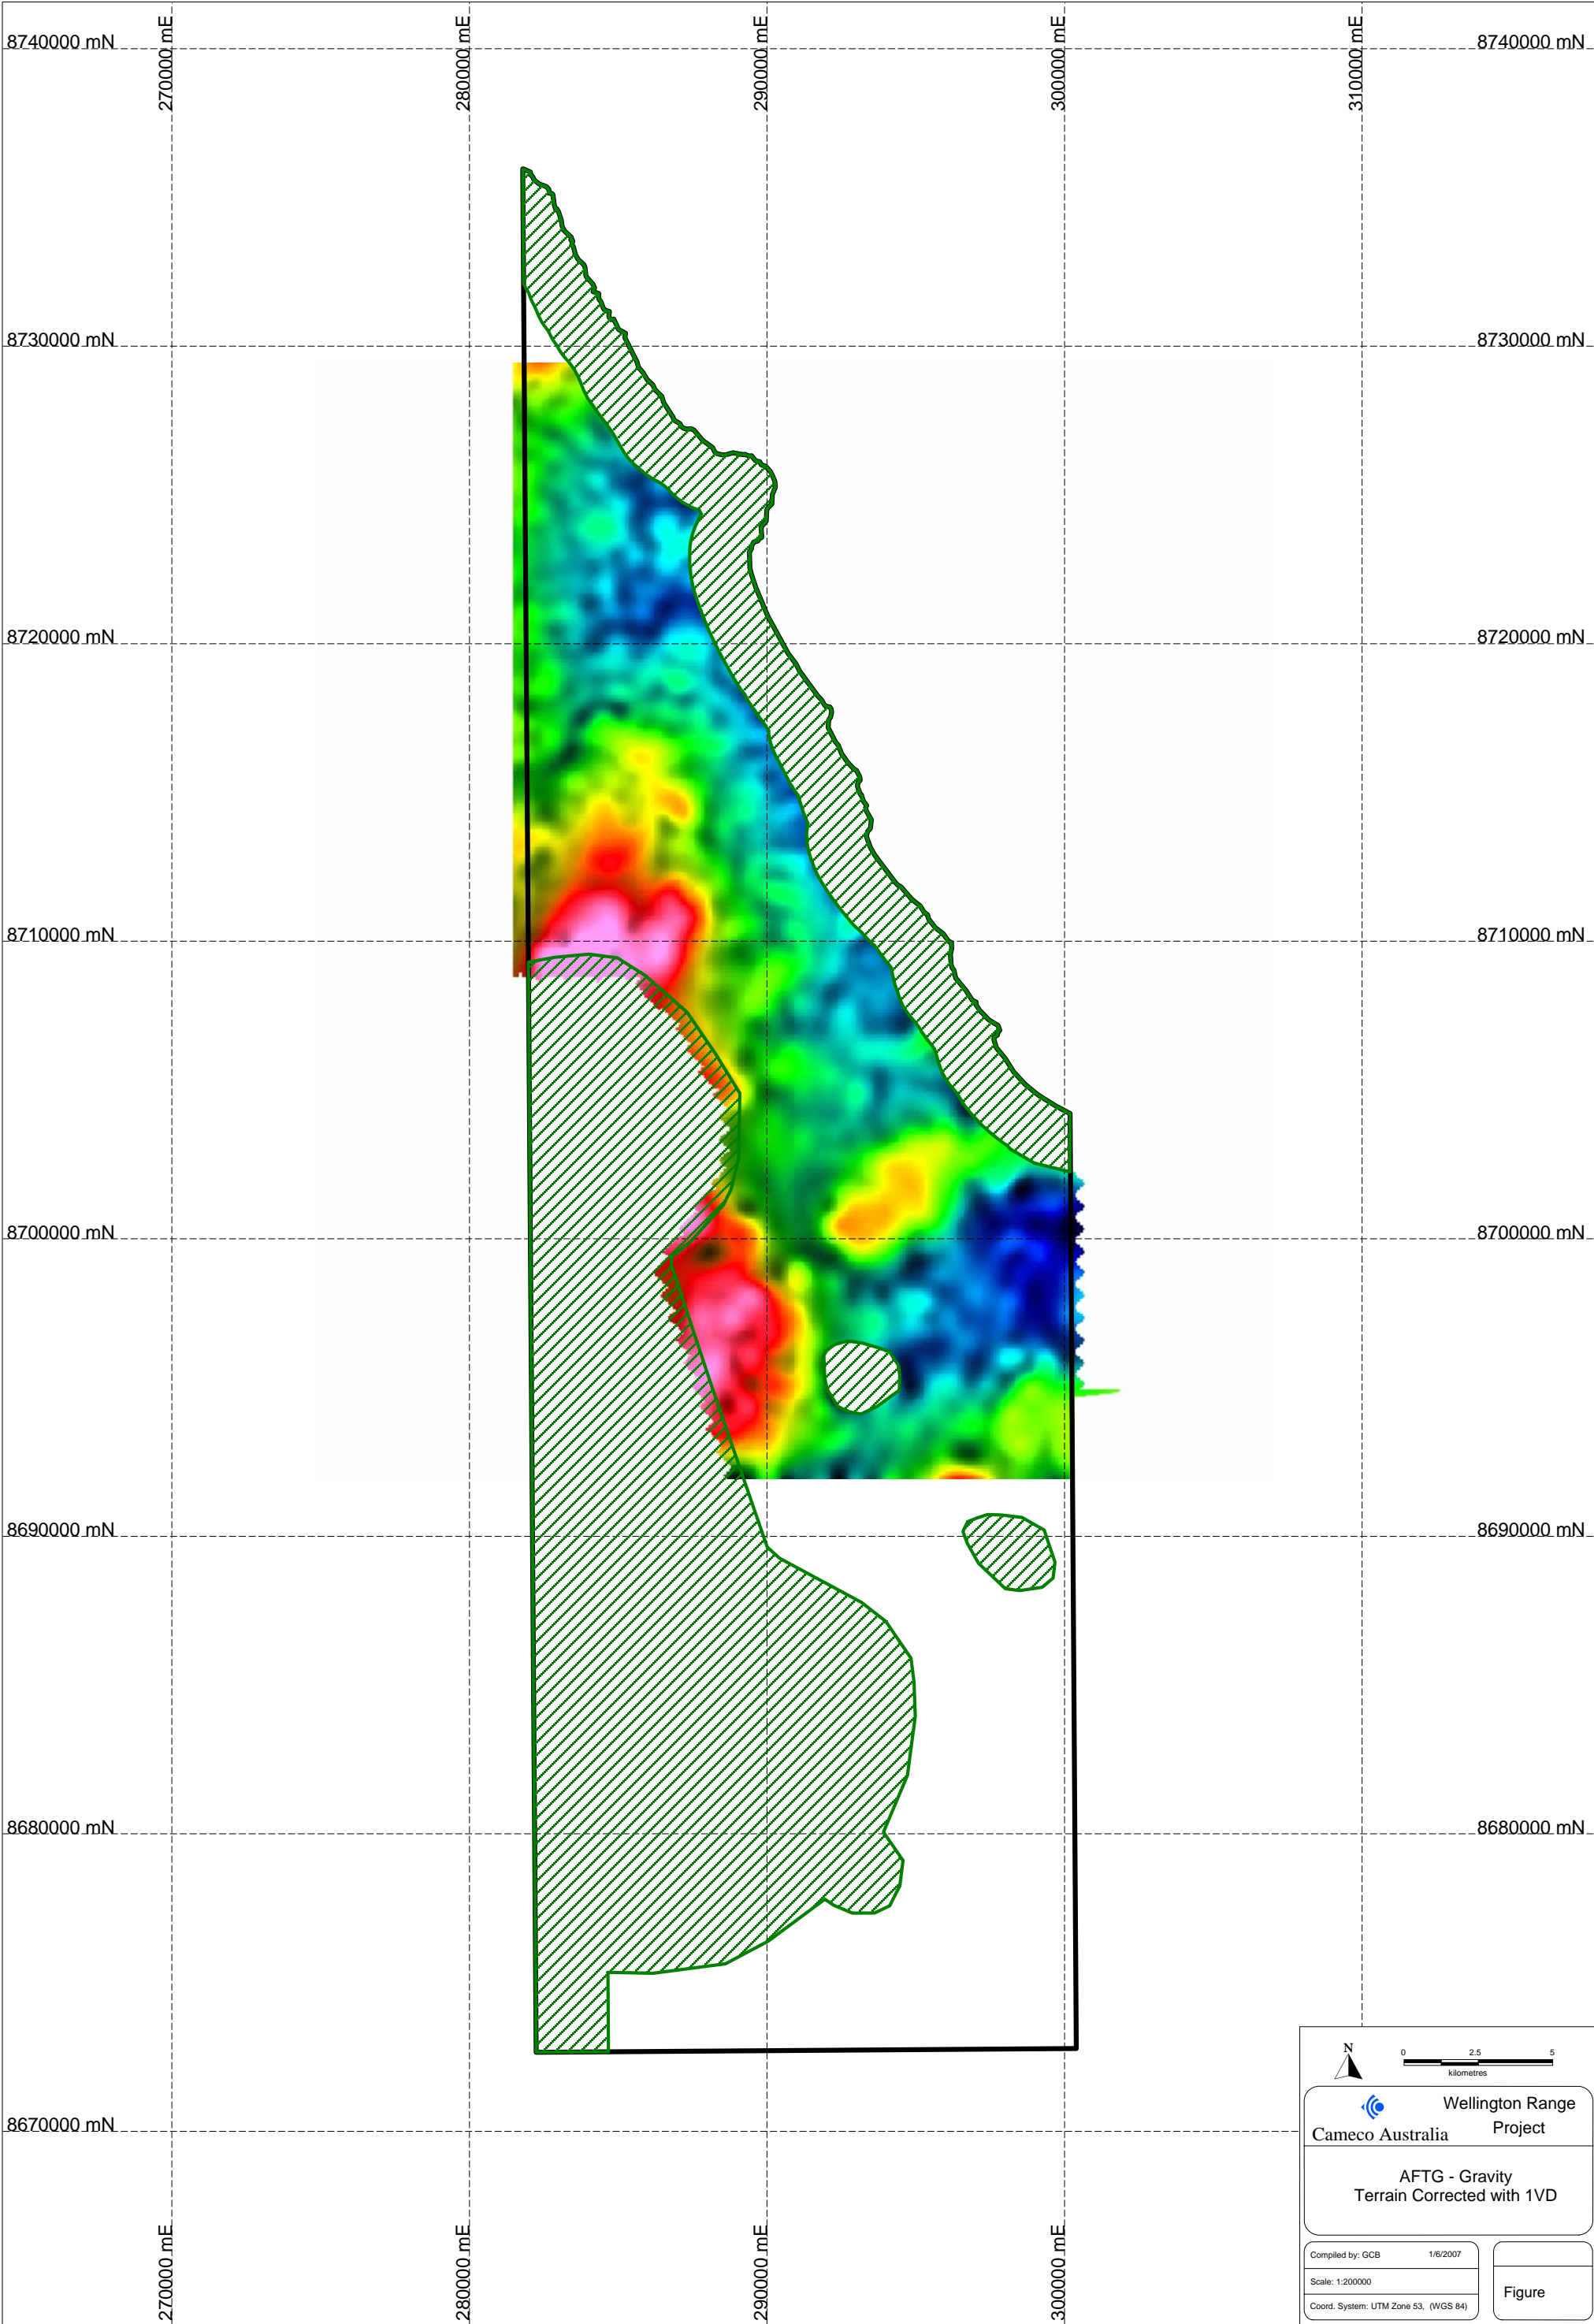 270000 mE
280000 mE
290000 mE
300000 mE
310000 mE
8740000 mN
8740000 mN
8730000 mN
8730000 mN
8720000 mN
8720000 mN
8710000 mN
8710000 mN
8700000 mN
8700000 mN
8690000 mN
8690000 mN
8680000 mN
8680000 mN
8670000 mN
270000 mE
280000 mE
290000 mE
300000 mE
N
0 2.5 5
kilometres
Cameco Australia
Wellington Range
Project
AFTG - Gravity
Terrain Corrected with 1VD
Compiled by: GCB 1/6/2007
Scale: 1:200000
Coord. System: UTM Zone 53, (WGS 84)
Figure